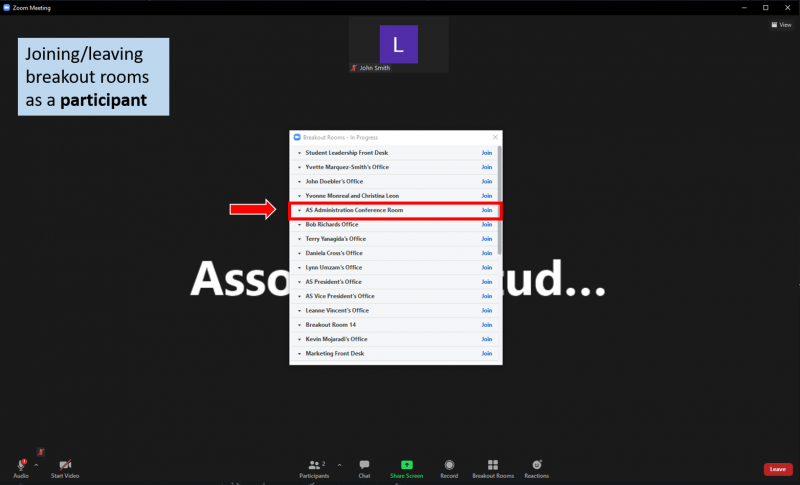 Zoom Meeting
View
Joining/leaving
breakout rooms
as a participant
L
John Smith
Breakout Rooms - In Progress
Student Leadership Front Desk Join
Yvette Marquez-Smith's Office Join
John Doebler's Office Join
Yvonne Monreal and Christina Leon Join
AS Administration Conference Room Join
Bob Richards Office Join
Terry Yanagida's Office Join
Daniela Cross's Office Join
Lynn Umzam's Office Join
AS President's Office Join
AS Vice President's Office Join
Leanne Vincent's Office Join
Breakout Room 14 Join
Kevin Mojaradi's Office Join
Marketing Front Desk Join
Asso tud...
Audio
Start Video
Participants 2
Chat
Share Screen
Record
Breakout Rooms
Reactions
Leave